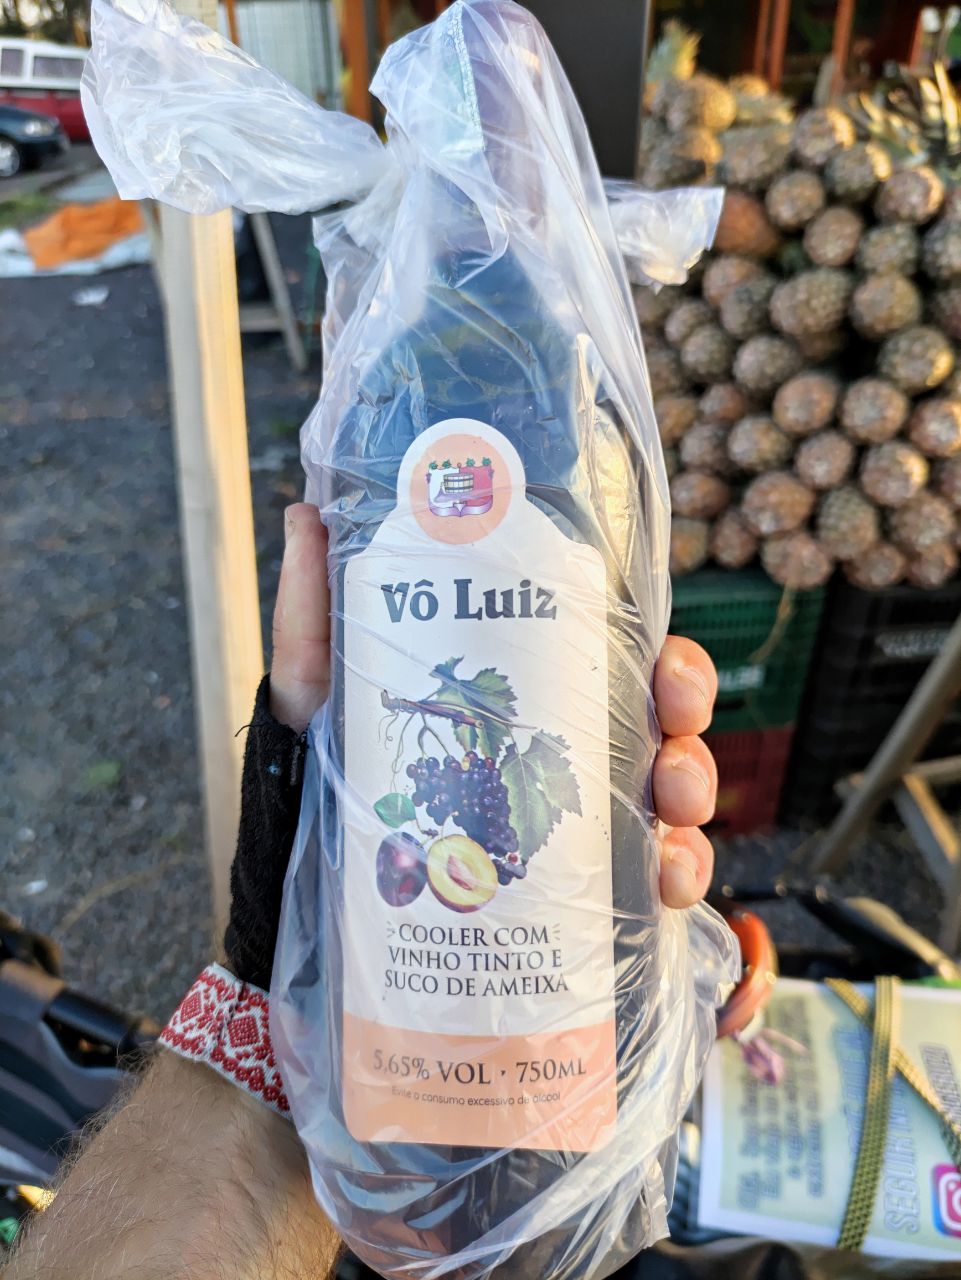 Vô Luiz
COOLER COM
VINHO TINTO E
SUCO DE AMEIXA
5,65% VOL · 750ML
Evite o consumo excessivo de álcool